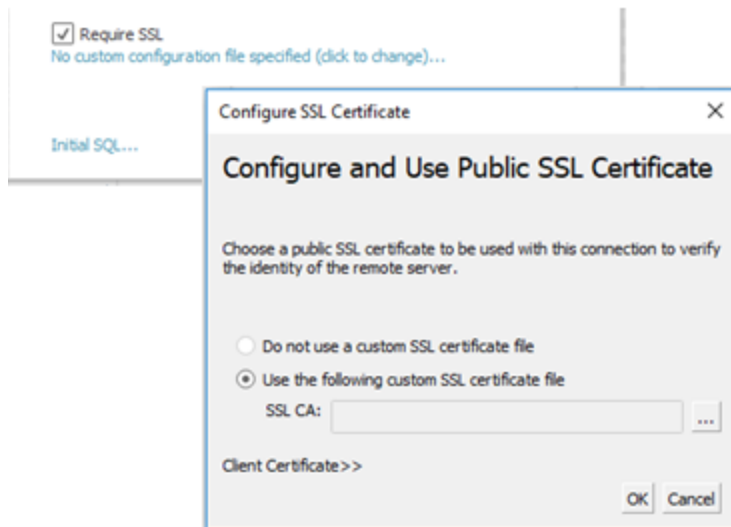 Require SSL
No custom configuration file specified (click to change)...
Initial SQL...
Configure SSL Certificate
Configure and Use Public SSL Certificate
Choose a public SSL certificate to be used with this connection to verify
the identity of the remote server.
Do not use a custom SSL certificate file
Use the following custom SSL certificate file
SSL CA:
...
Client Certificate>>
OK Cancel